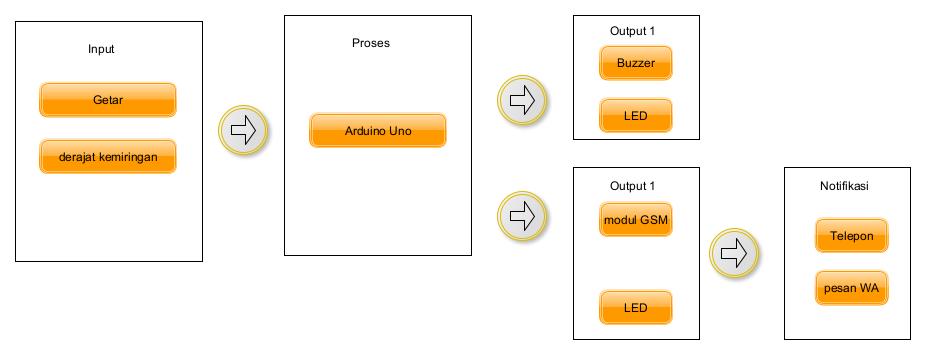 Input
Getar
derajat kemiringan
Proses
Arduino Uno
Output 1
Buzzer
LED
Output 1
modul GSM
LED
Notifikasi
Telepon
pesan WA